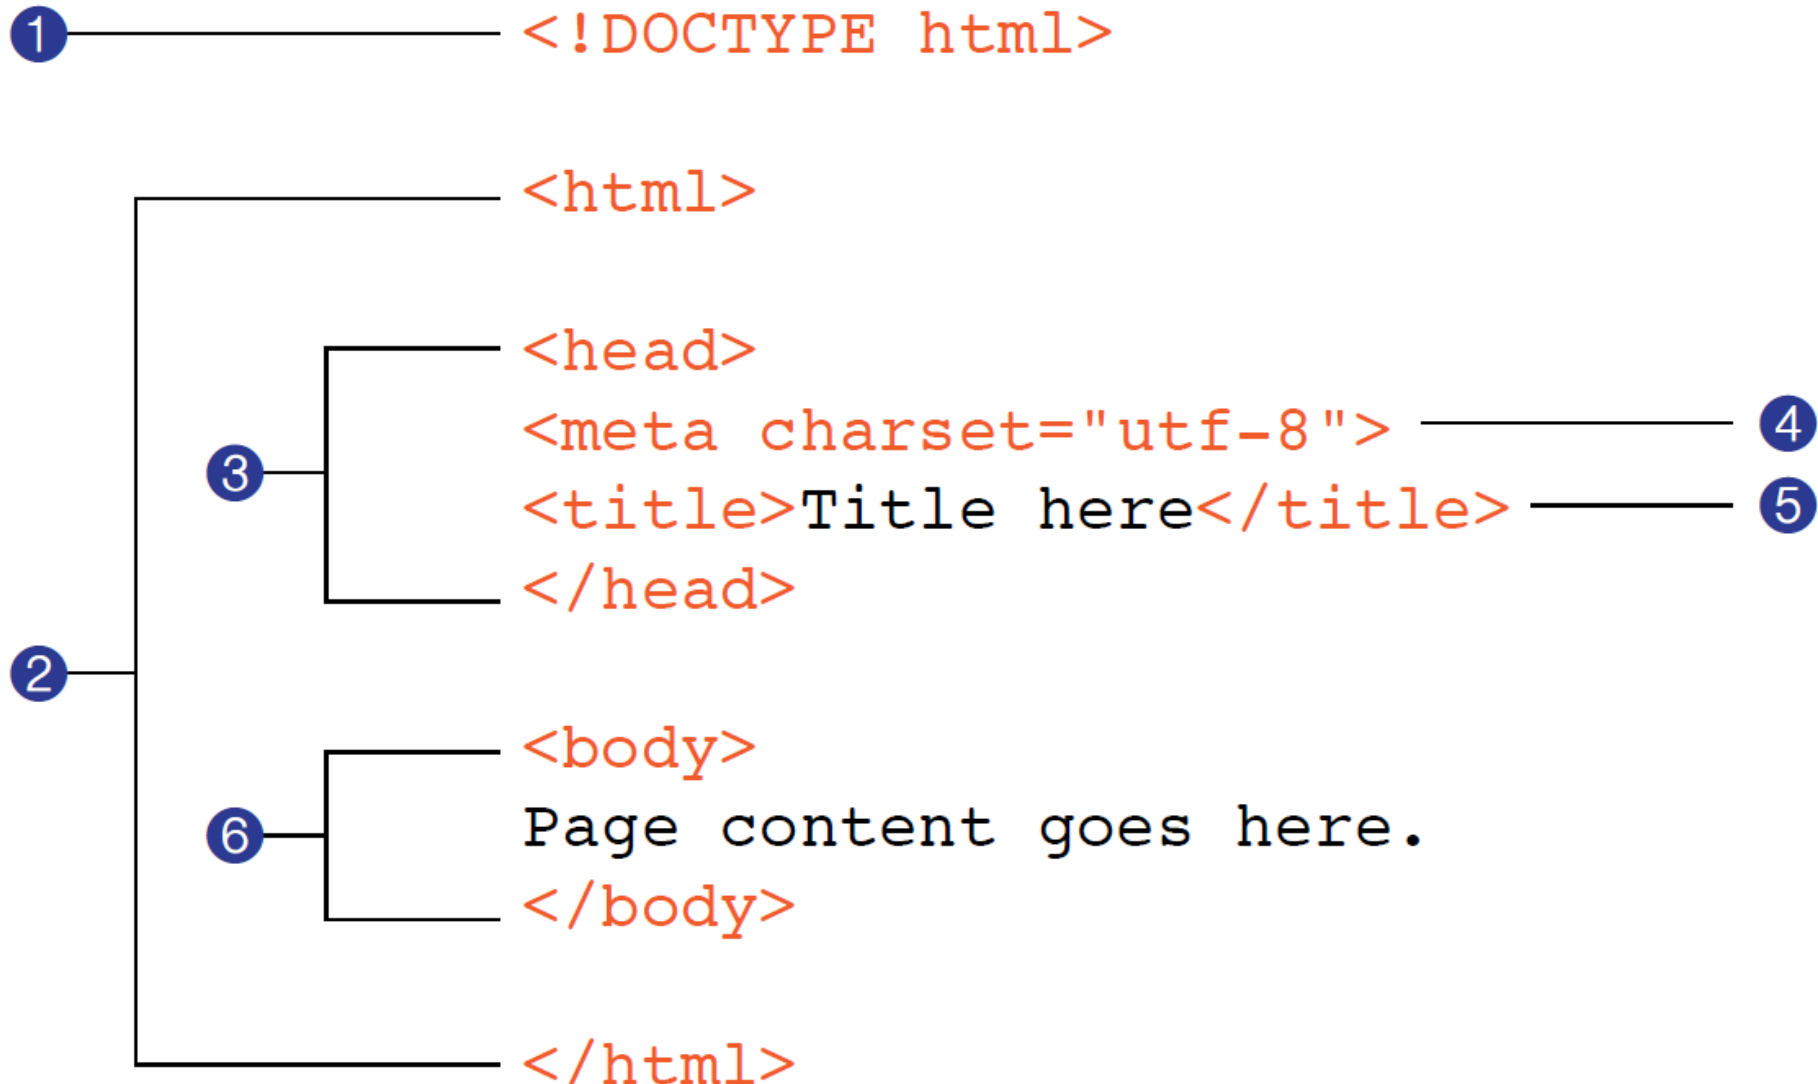 1 <!DOCTYPE html>
<html>
<head>
<meta charset="utf-8"> 4
3
<title>Title here</title> 5
</head>
2
<body>
6 Page content goes here.
</body>
</html>